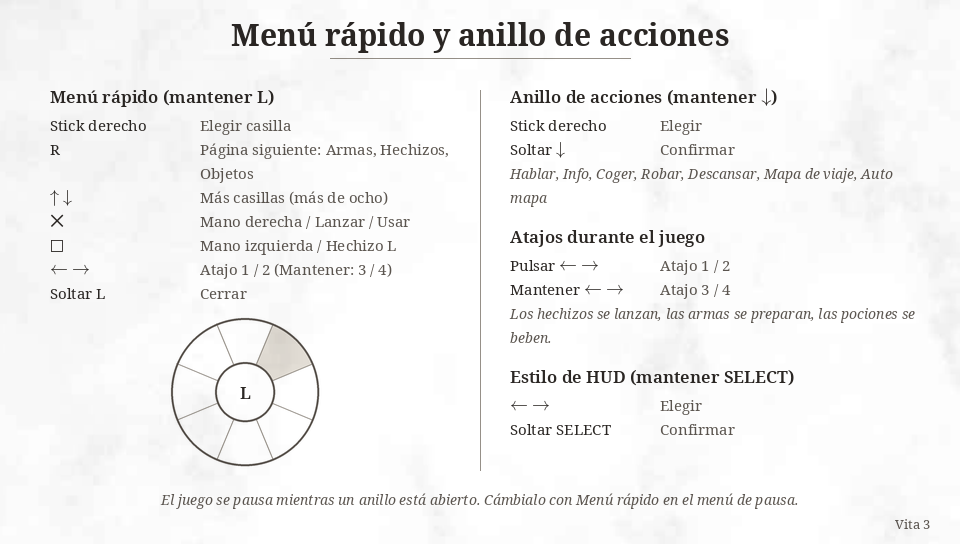 Menú rápido y anillo de acciones
Menú rápido (mantener L)
Stick derecho Elegir casilla
R Página siguiente: Armas, Hechizos,
Objetos
↑↓ Más casillas (más de ocho)
✕ Mano derecha / Lanzar / Usar
□ Mano izquierda / Hechizo L
←→ Atajo 1 / 2 (Mantener: 3 / 4)
Soltar L Cerrar
L
Anillo de acciones (mantener ↓)
Stick derecho Elegir
Soltar ↓ Confirmar
Hablar, Info, Coger, Robar, Descansar, Mapa de viaje, Auto
mapa
Atajos durante el juego
Pulsar ←→ Atajo 1 / 2
Mantener ←→ Atajo 3 / 4
Los hechizos se lanzan, las armas se preparan, las pociones se
beben.
Estilo de HUD (mantener SELECT)
←→ Elegir
Soltar SELECT Confirmar
El juego se pausa mientras un anillo está abierto. Cámbialo con Menú rápido en el menú de pausa.
Vita 3